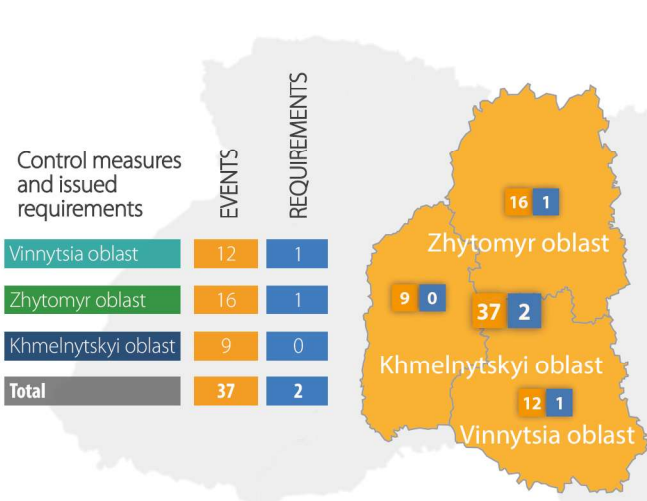 Control measures
and issued
requirements
EVENTS
REQUIREMENTS
Vinnytsia oblast 12 1
Zhytomyr oblast 16 1
Khmelnytskyi oblast 9 0
Total 37 2
16 1
Zhytomyr oblast
9 0
37 2
Khmelnytskyi oblast
12 1
Vinnytsia oblast